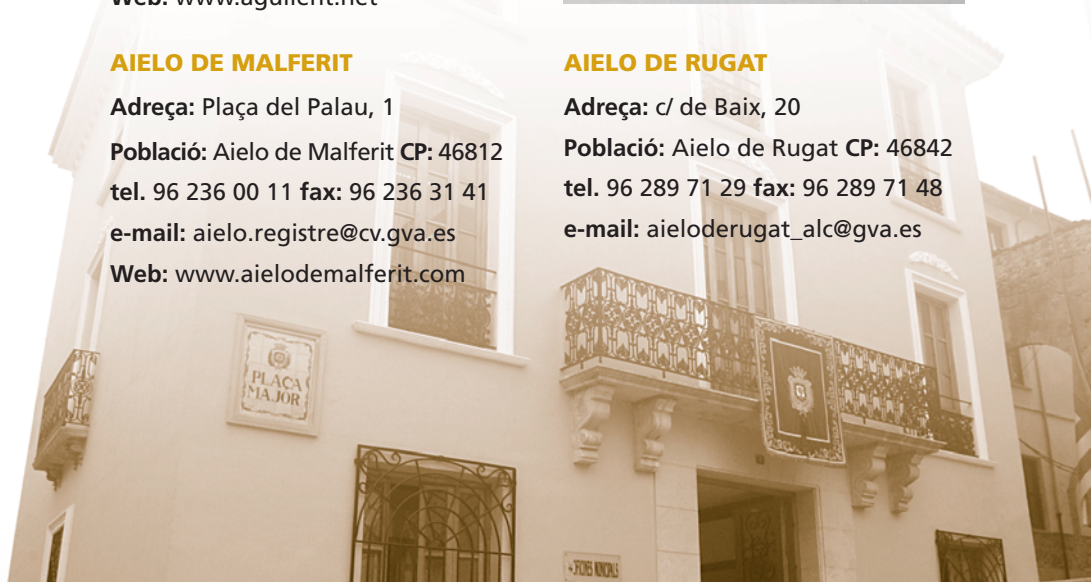 Web: www.agullent.net
AIELO DE MALFERIT
Adreça: Plaça del Palau, 1
Població: Aielo de Malferit CP: 46812
tel. 96 236 00 11 fax: 96 236 31 41
e-mail: aielo.registre@cv.gva.es
Web: www.aielodemalferit.com
AIELO DE RUGAT
Adreça: c/ de Baix, 20
Població: Aielo de Rugat CP: 46842
tel. 96 289 71 29 fax: 96 289 71 48
e-mail: aieloderugat_alc@gva.es
PLAÇA
MAJOR
OFICINES MUNICIPALS